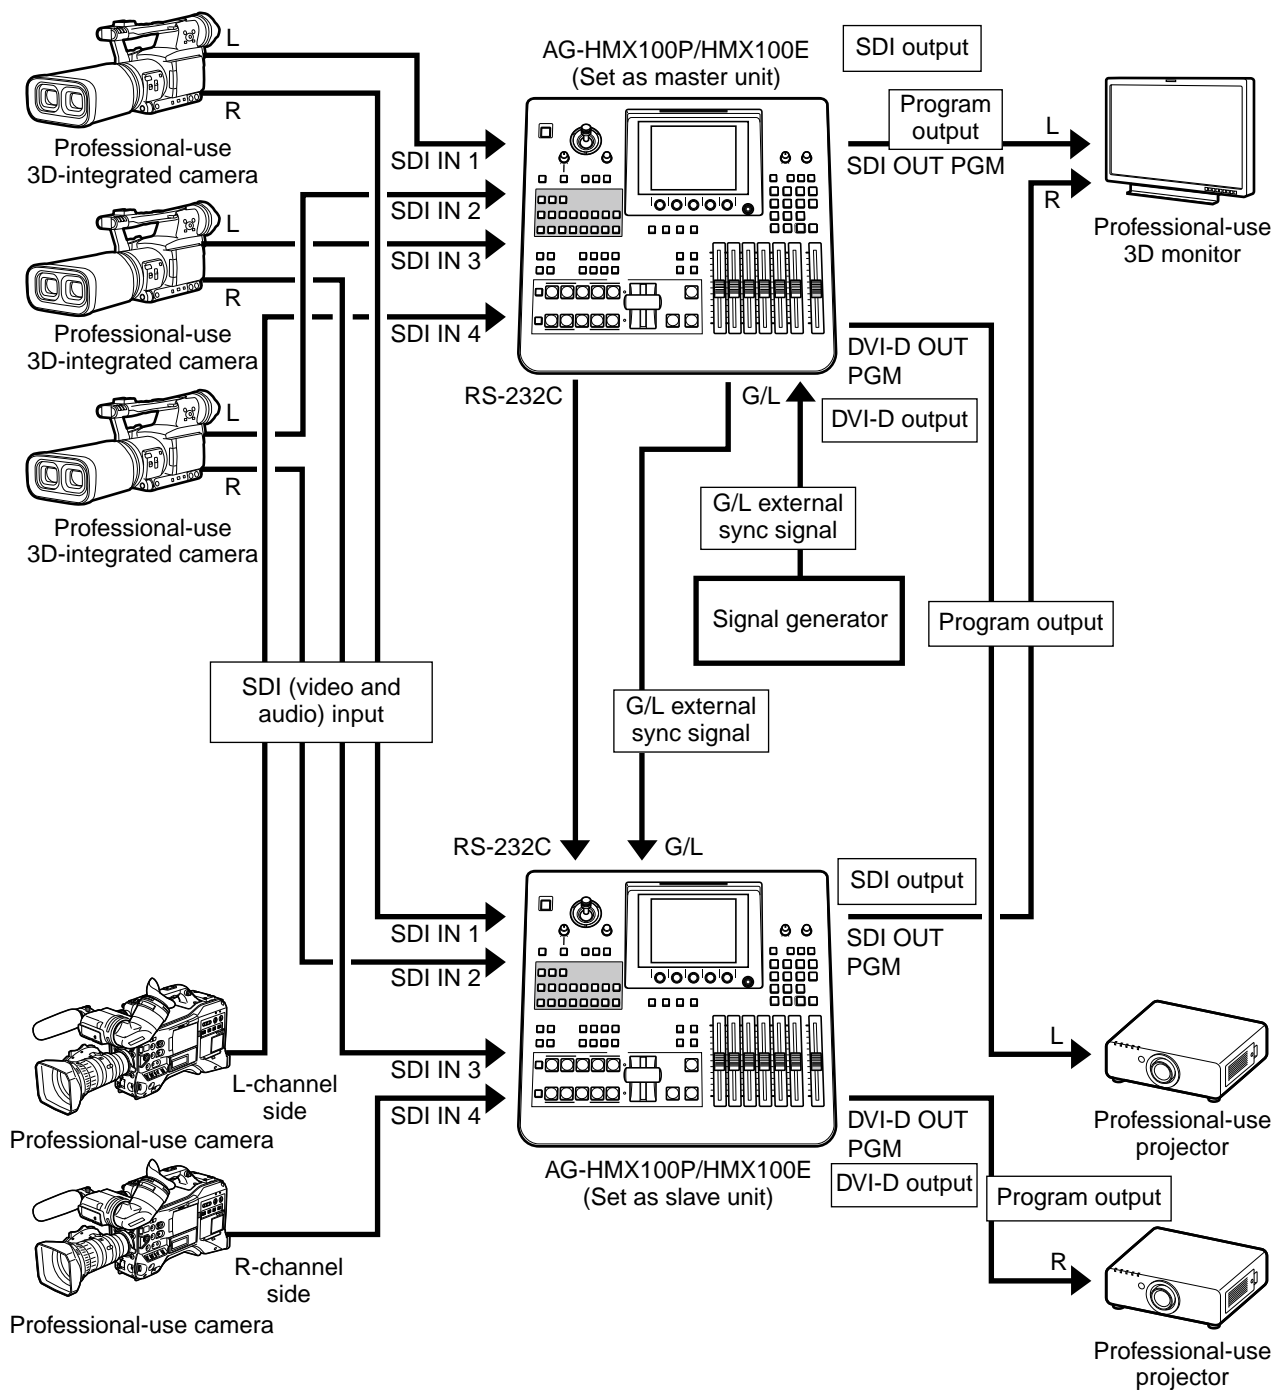 L
R
Professional-use
3D-integrated camera
L
R
Professional-use
3D-integrated camera
L
R
Professional-use
3D-integrated camera
SDI IN 1
SDI IN 2
SDI IN 3
SDI IN 4
AG-HMX100P/HMX100E
(Set as master unit)
SDI output
Program
output
SDI OUT PGM
L
R
Professional-use
3D monitor
DVI-D OUT
PGM
DVI-D output
RS-232C
G/L
G/L external
sync signal
Signal generator
Program output
SDI (video and
audio) input
G/L external
sync signal
RS-232C
G/L
SDI IN 1
SDI IN 2
SDI IN 3
SDI IN 4
SDI output
SDI OUT
PGM
L-channel
side
Professional-use camera
R-channel
side
Professional-use camera
AG-HMX100P/HMX100E
(Set as slave unit)
DVI-D OUT
PGM
DVI-D output
Program output
L
Professional-use
projector
R
Professional-use
projector